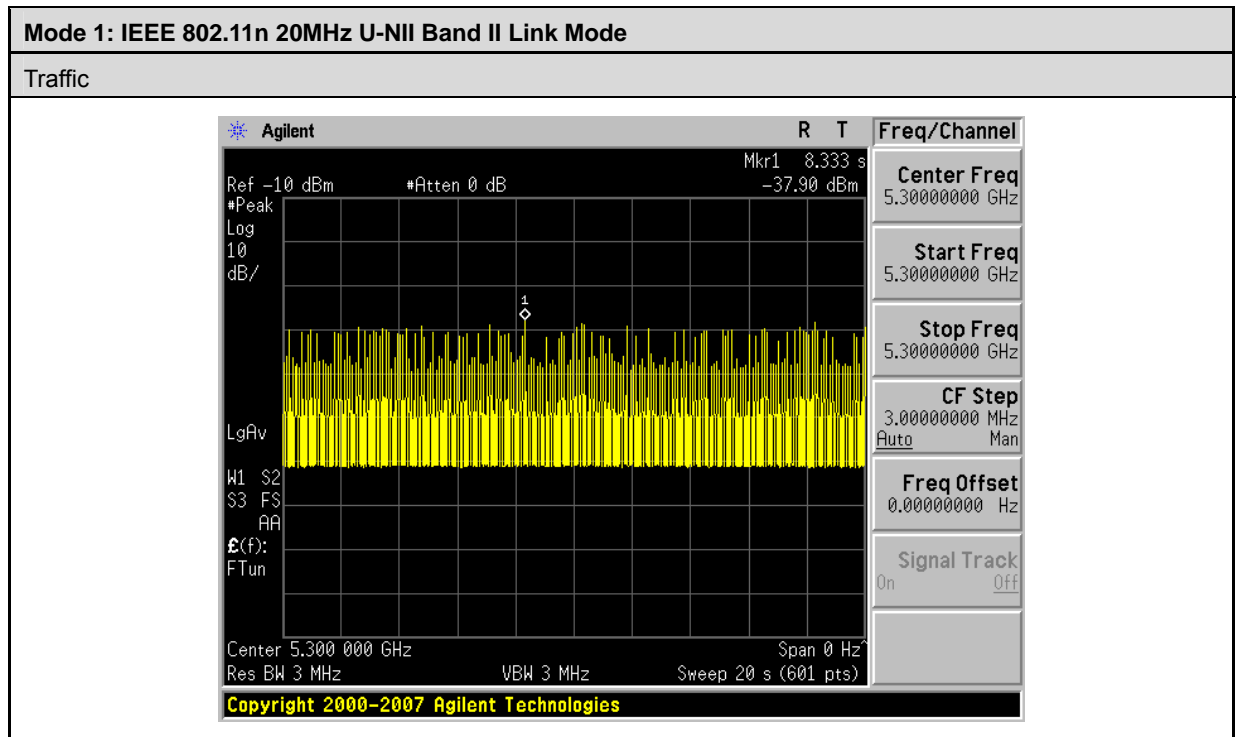 Mode 1: IEEE 802.11n 20MHz U-NII Band II Link Mode
Traffic
Agilent R T Freq/Channel
Mkr1 8.333 s
Ref -10 dBm #Atten 0 dB -37.90 dBm
#Peak
Log
10
dB/
1
LgAv
W1 S2
S3 FS
AA
£(f):
FTun
Center 5.300 000 GHz Span 0 Hz^
Res BW 3 MHz VBW 3 MHz Sweep 20 s (601 pts)
Copyright 2000-2007 Agilent Technologies
Center Freq
5.30000000 GHz
Start Freq
5.30000000 GHz
Stop Freq
5.30000000 GHz
CF Step
3.00000000 MHz
Auto Man
Freq Offset
0.00000000 Hz
Signal Track
On Off